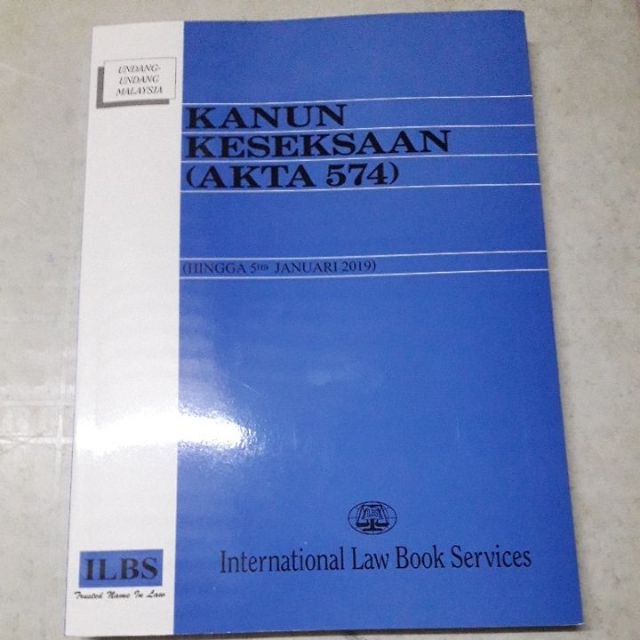 UNDANG-
UNDANG
MALAYSIA
KANUN
KESEKSAAN
(AKTA 574)
(HINGGA 5TH JANUARI 2019)
International Law Book Services
ILBS
Trusted Name In Law